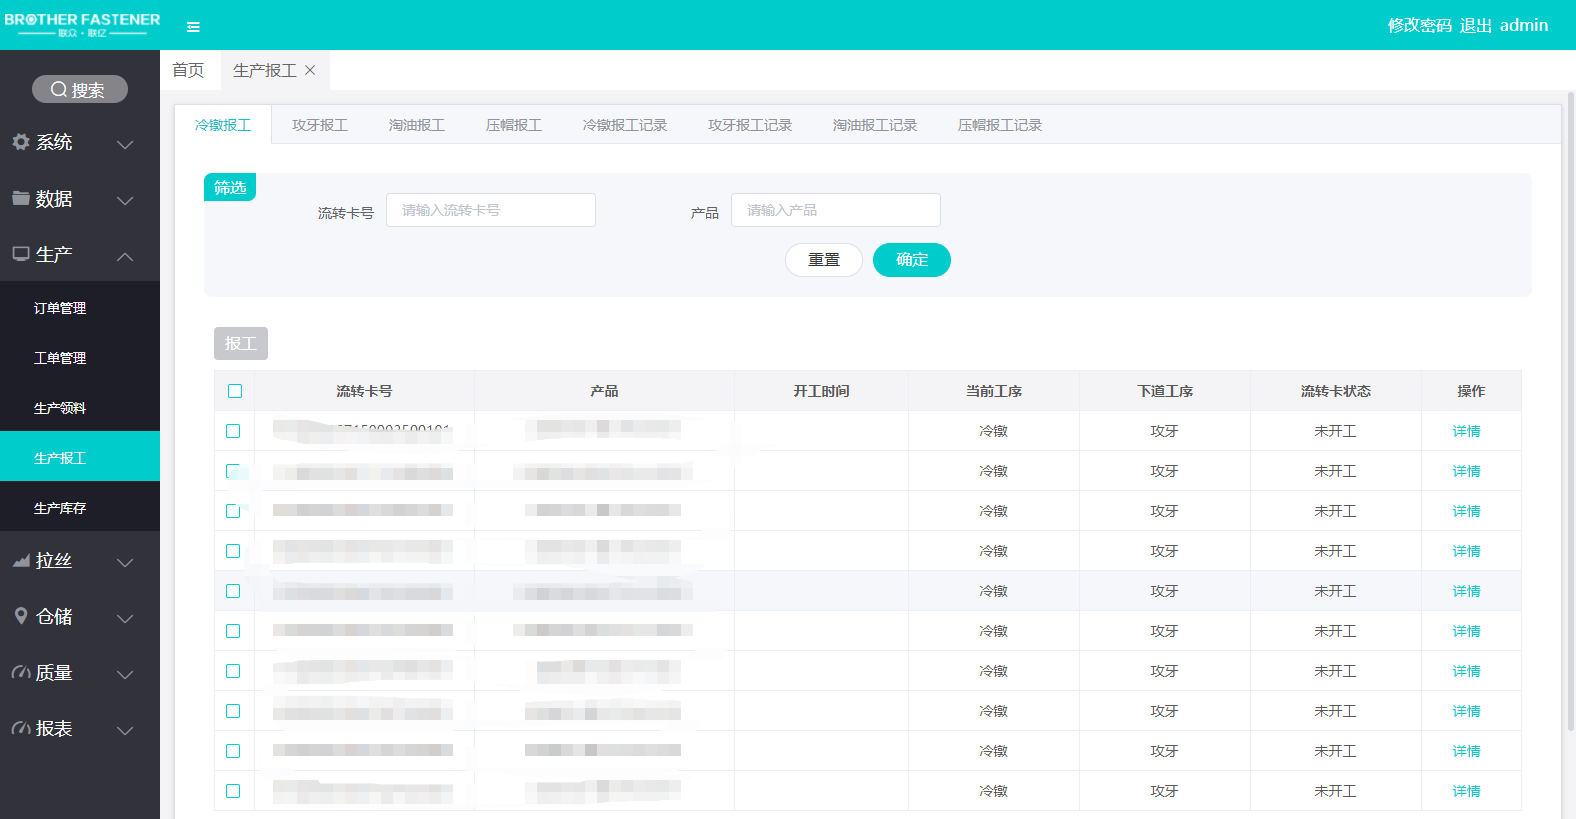 BROTHER FASTENER
联众·联亿
修改密码 退出 admin
搜索
系统
数据
生产
订单管理
工单管理
生产领料
生产报工
生产库存
拉丝
仓储
质量
报表
首页 生产报工
冷镦报工 攻牙报工 淘油报工 压帽报工 冷镦报工记录 攻牙报工记录 淘油报工记录 压帽报工记录
筛选
流转卡号 请输入流转卡号 产品 请输入产品
重置 确定
报工
流转卡号 产品 开工时间 当前工序 下道工序 流转卡状态 操作
冷镦 攻牙 未开工 详情
冷镦 攻牙 未开工 详情
冷镦 攻牙 未开工 详情
冷镦 攻牙 未开工 详情
冷镦 攻牙 未开工 详情
冷镦 攻牙 未开工 详情
冷镦 攻牙 未开工 详情
冷镦 攻牙 未开工 详情
冷镦 攻牙 未开工 详情
冷镦 攻牙 未开工 详情